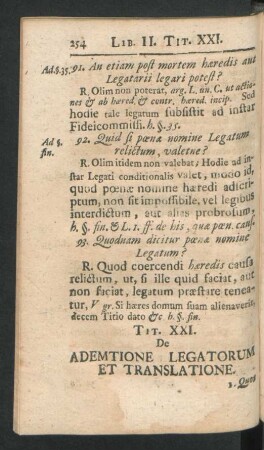 254 LIB. II. TIT. XXI.
Ad.§.35. 91. An etiam post mortem hæredis aut
Legatarii legari potest?
R. Olim non poterat, arg. L. un. C. ut actio-
nes & ab hæred. & contr. hæred. incip. Sed
hodie tale legatum subsistit ad instar
Fideicommissi. h. §. 35.
Ad §. fin. 92. Quid si pœnæ nomine Legatum
relictum, valetne?
R. Olim itidem non valebat; Hodie ad in-
star Legati conditionalis valet, modo id,
quod pœnæ nomine hæredi adscri-
ptum, non sit impossibile, vel legibus
interdictum, aut alias probrosum.
h. §. fin. & L. 1. ff. de his, quæ pœn. caus.
93. Quodnam dicitur pœnæ nomine
Legatum?
R. Quod coercendi hæredis causa
relictum, ut, si ille quid faciat, aut
non faciat, legatum præstare tenea-
tur, V gr. Si hæres domum suam alienaverit,
decem Titio dato &c h. §. fin.
TIT. XXI.
De
ADEMTIONE LEGATORUM
ET TRANSLATIONE.
1. Quot